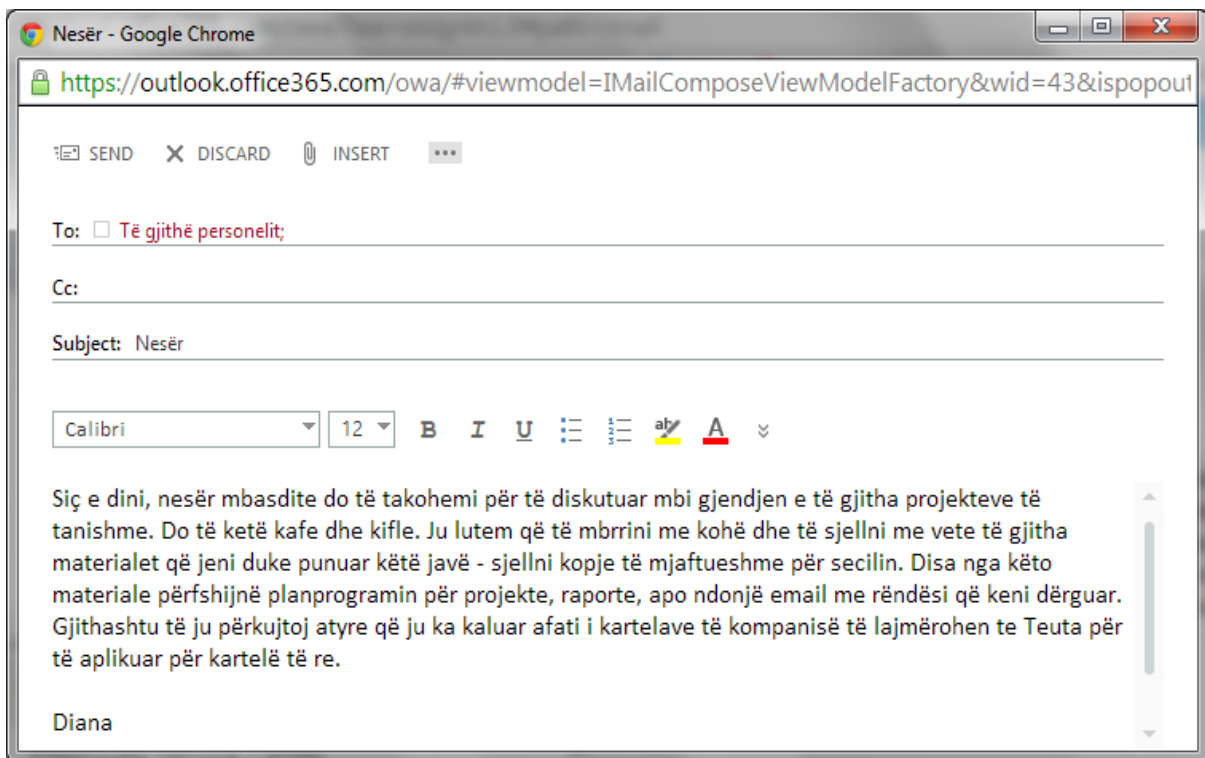 Nesër - Google Chrome
https://outlook.office365.com/owa/#viewmodel=IMailComposeViewModelFactory&wid=43&ispopout
SEND DISCARD INSERT
To: Të gjithë personelit;
Cc:
Subject: Nesër
Calibri 12 B I U ab A
Siç e dini, nesër mbasdite do të takohemi për të diskutuar mbi gjendjen e të gjitha projekteve të
tanishme. Do të ketë kafe dhe kifle. Ju lutem që të mbrrini me kohë dhe të sjellni me vete të gjitha
materialet që jeni duke punuar këtë javë - sjellni kopje të mjaftueshme për secilin. Disa nga këto
materiale përfshijnë planprogramin për projekte, raporte, apo ndonjë email me rëndësi që keni dërguar.
Gjithashtu të ju përkujtoj atyre që ju ka kaluar afati i kartelave të kompanisë të lajmërohen te Teuta për
të aplikuar për kartelë të re.
Diana